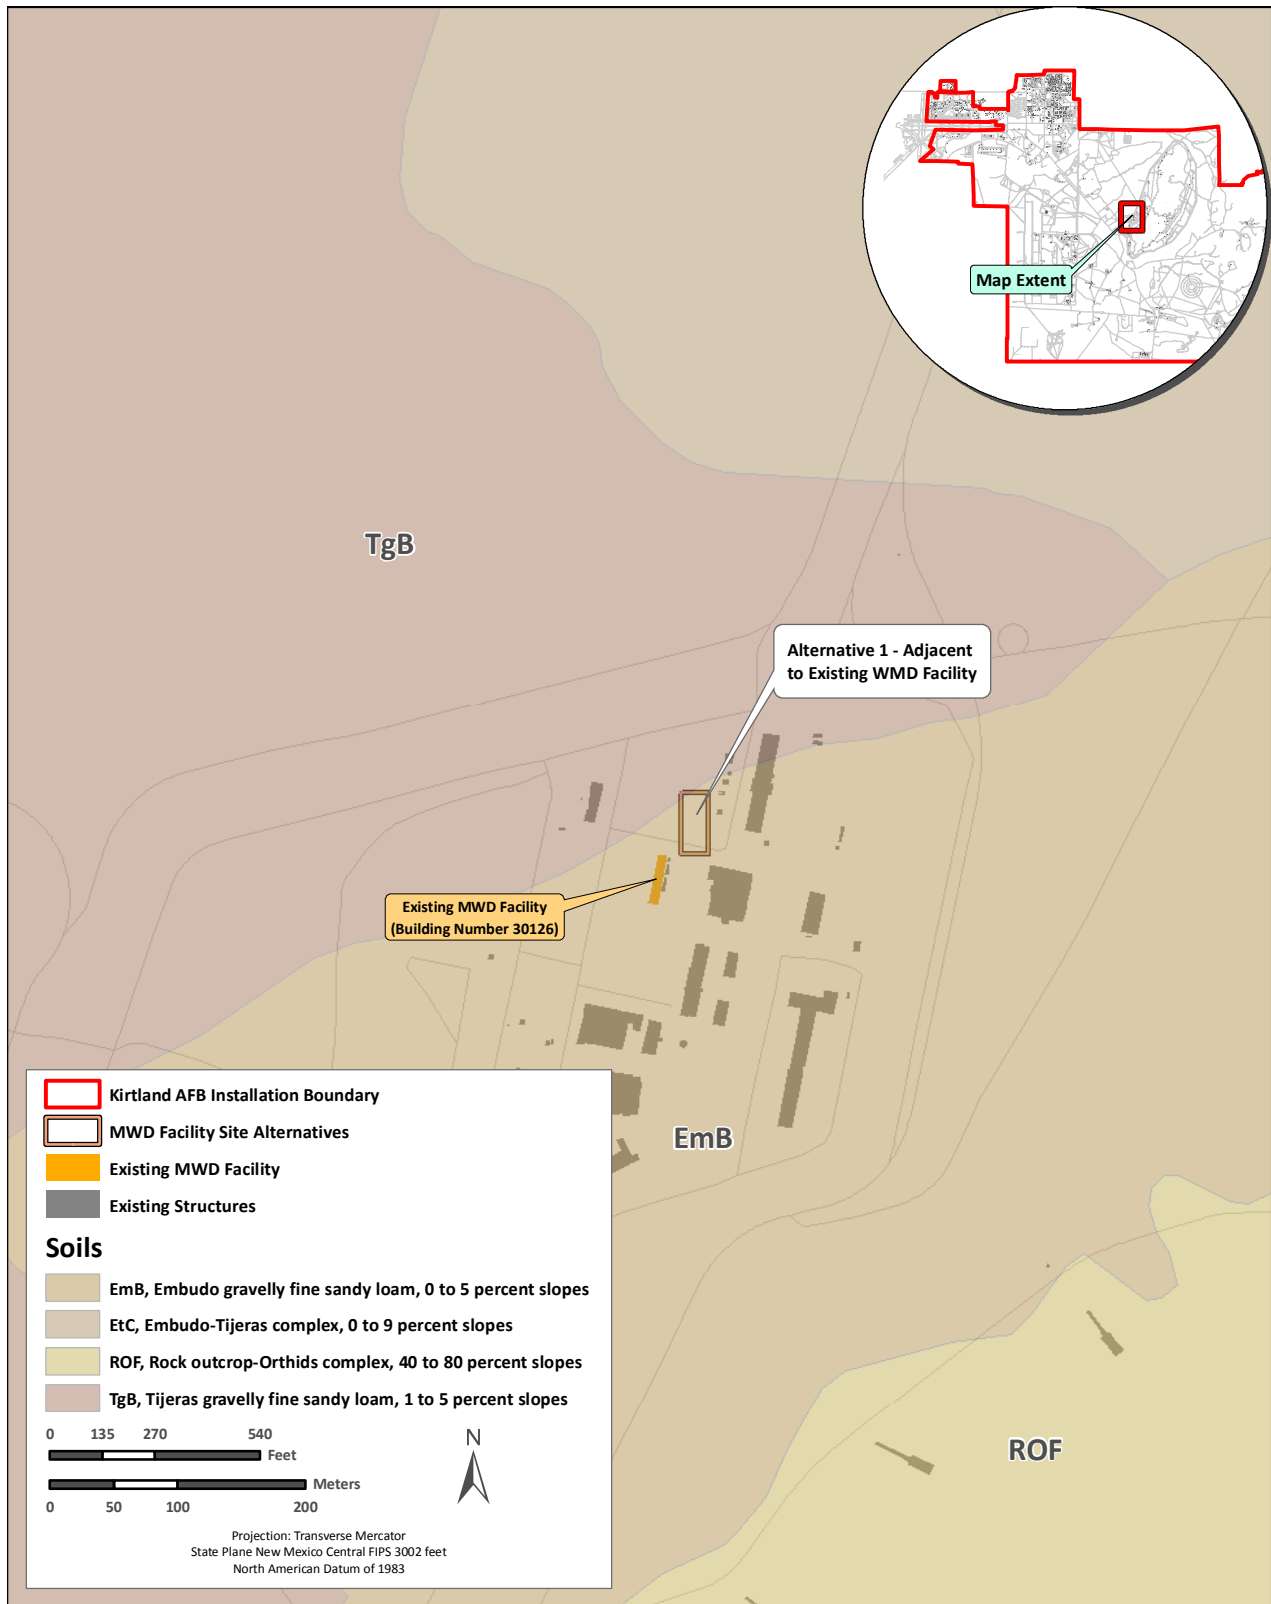 Map Extent
TgB
Alternative 1 - Adjacent
to Existing WMD Facility
Existing MWD Facility
(Building Number 30126)
EmB
ROF
Kirtland AFB Installation Boundary
MWD Facility Site Alternatives
Existing MWD Facility
Existing Structures
Soils
EmB, Embudo gravelly fine sandy loam, 0 to 5 percent slopes
EtC, Embudo-Tijeras complex, 0 to 9 percent slopes
ROF, Rock outcrop-Orthids complex, 40 to 80 percent slopes
TgB, Tijeras gravelly fine sandy loam, 1 to 5 percent slopes
0 135 270 540
Feet
Meters
0 50 100 200
N
Projection: Transverse Mercator
State Plane New Mexico Central FIPS 3002 feet
North American Datum of 1983